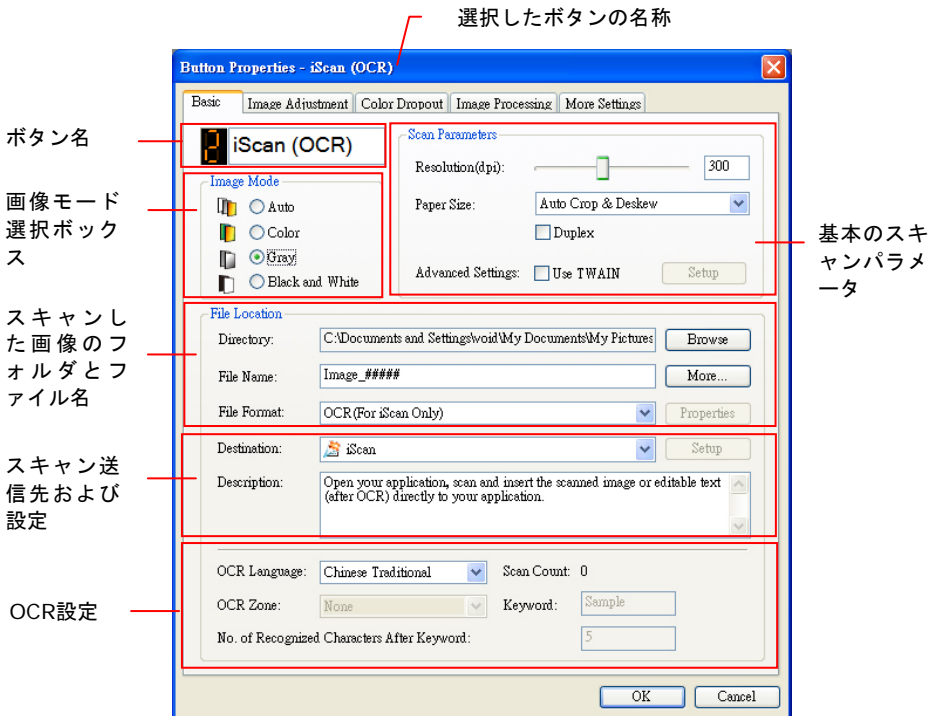 選択したボタンの名称
Button Properties - iScan (OCR)
Basic
Image Adjustment
Color Dropout
Image Processing
More Settings
ボタン名
2 iScan (OCR)
画像モード
選択ボック
ス
Image Mode
Auto
Color
Gray
Black and White
Scan Parameters
Resolution(dpi):
300
Paper Size:
Auto Crop & Deskew
Duplex
Advanced Settings:
Use TWAIN
Setup
基本のスキ
ャンパラメ
ータ
スキャンし
た画像のフ
ォルダとフ
ァイル名
File Location
Directory:
C:\Documents and Settings\void\My Documents\My Pictures
Browse
File Name:
Image_#####
More...
File Format:
OCR(For iScan Only)
Properties
スキャン送
信先および
設定
Destination:
iScan
Setup
Description:
Open your application, scan and insert the scanned image or editable text
(after OCR) directly to your application.
OCR設定
OCR Language:
Chinese Traditional
Scan Count: 0
OCR Zone:
None
Keyword:
Sample
No. of Recognized Characters After Keyword:
5
OK
Cancel